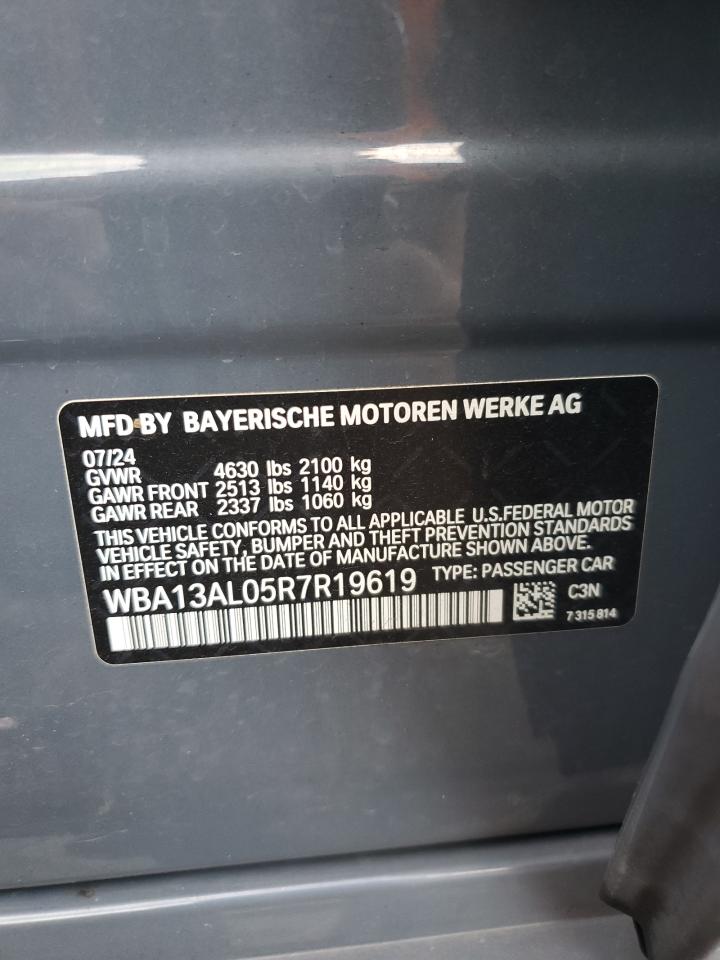 MFD BY BAYERISCHE MOTOREN WERKE AG
07/24
GVWR 4630 lbs 2100 kg
GAWR FRONT 2513 lbs 1140 kg
GAWR REAR 2337 lbs 1060 kg
THIS VEHICLE CONFORMS TO ALL APPLICABLE U.S.FEDERAL MOTOR
VEHICLE SAFETY, BUMPER AND THEFT PREVENTION STANDARDS
IN EFFECT ON THE DATE OF MANUFACTURE SHOWN ABOVE.
WBA13AL05R7R19619 TYPE: PASSENGER CAR
C3N
7 315 814